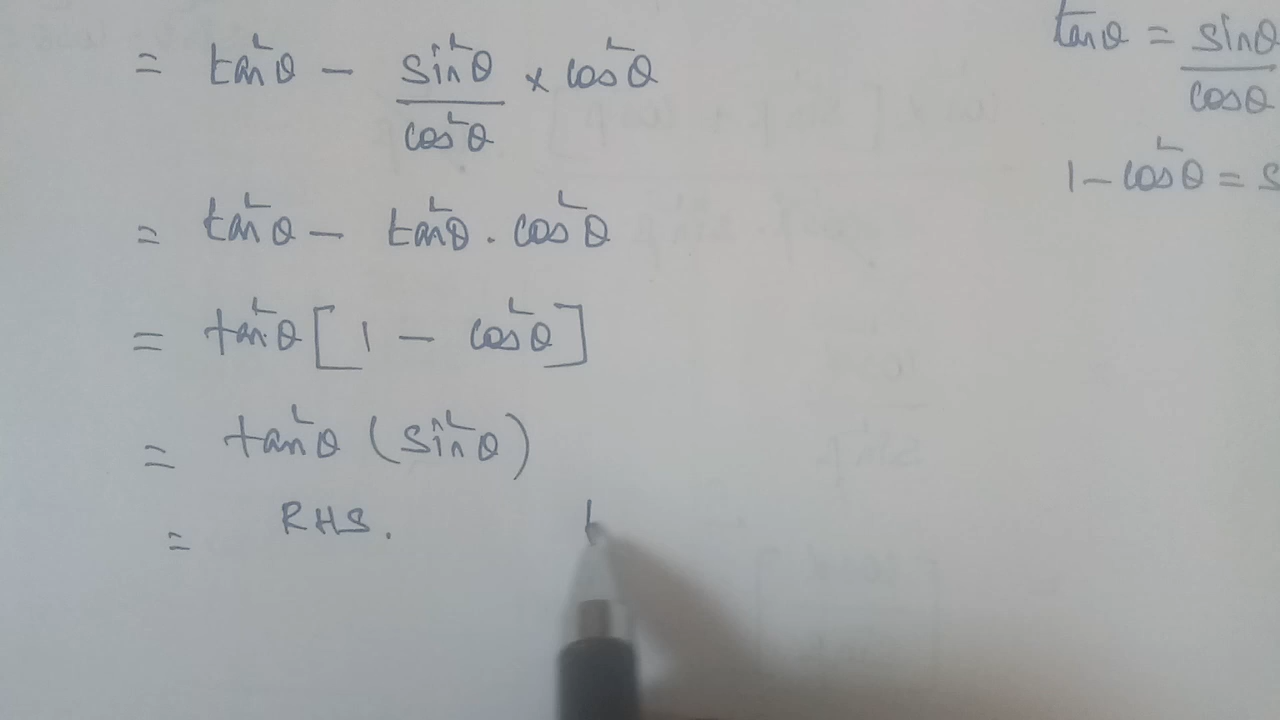 = tan²θ - sin²θ/cos²θ × cos²θ
= tan²θ - tan²θ . cos²θ
= tan²θ [1 - cos²θ]
= tan²θ (sin²θ)
= RHS.
tanθ = sinθ/cosθ
1 - cos²θ = s